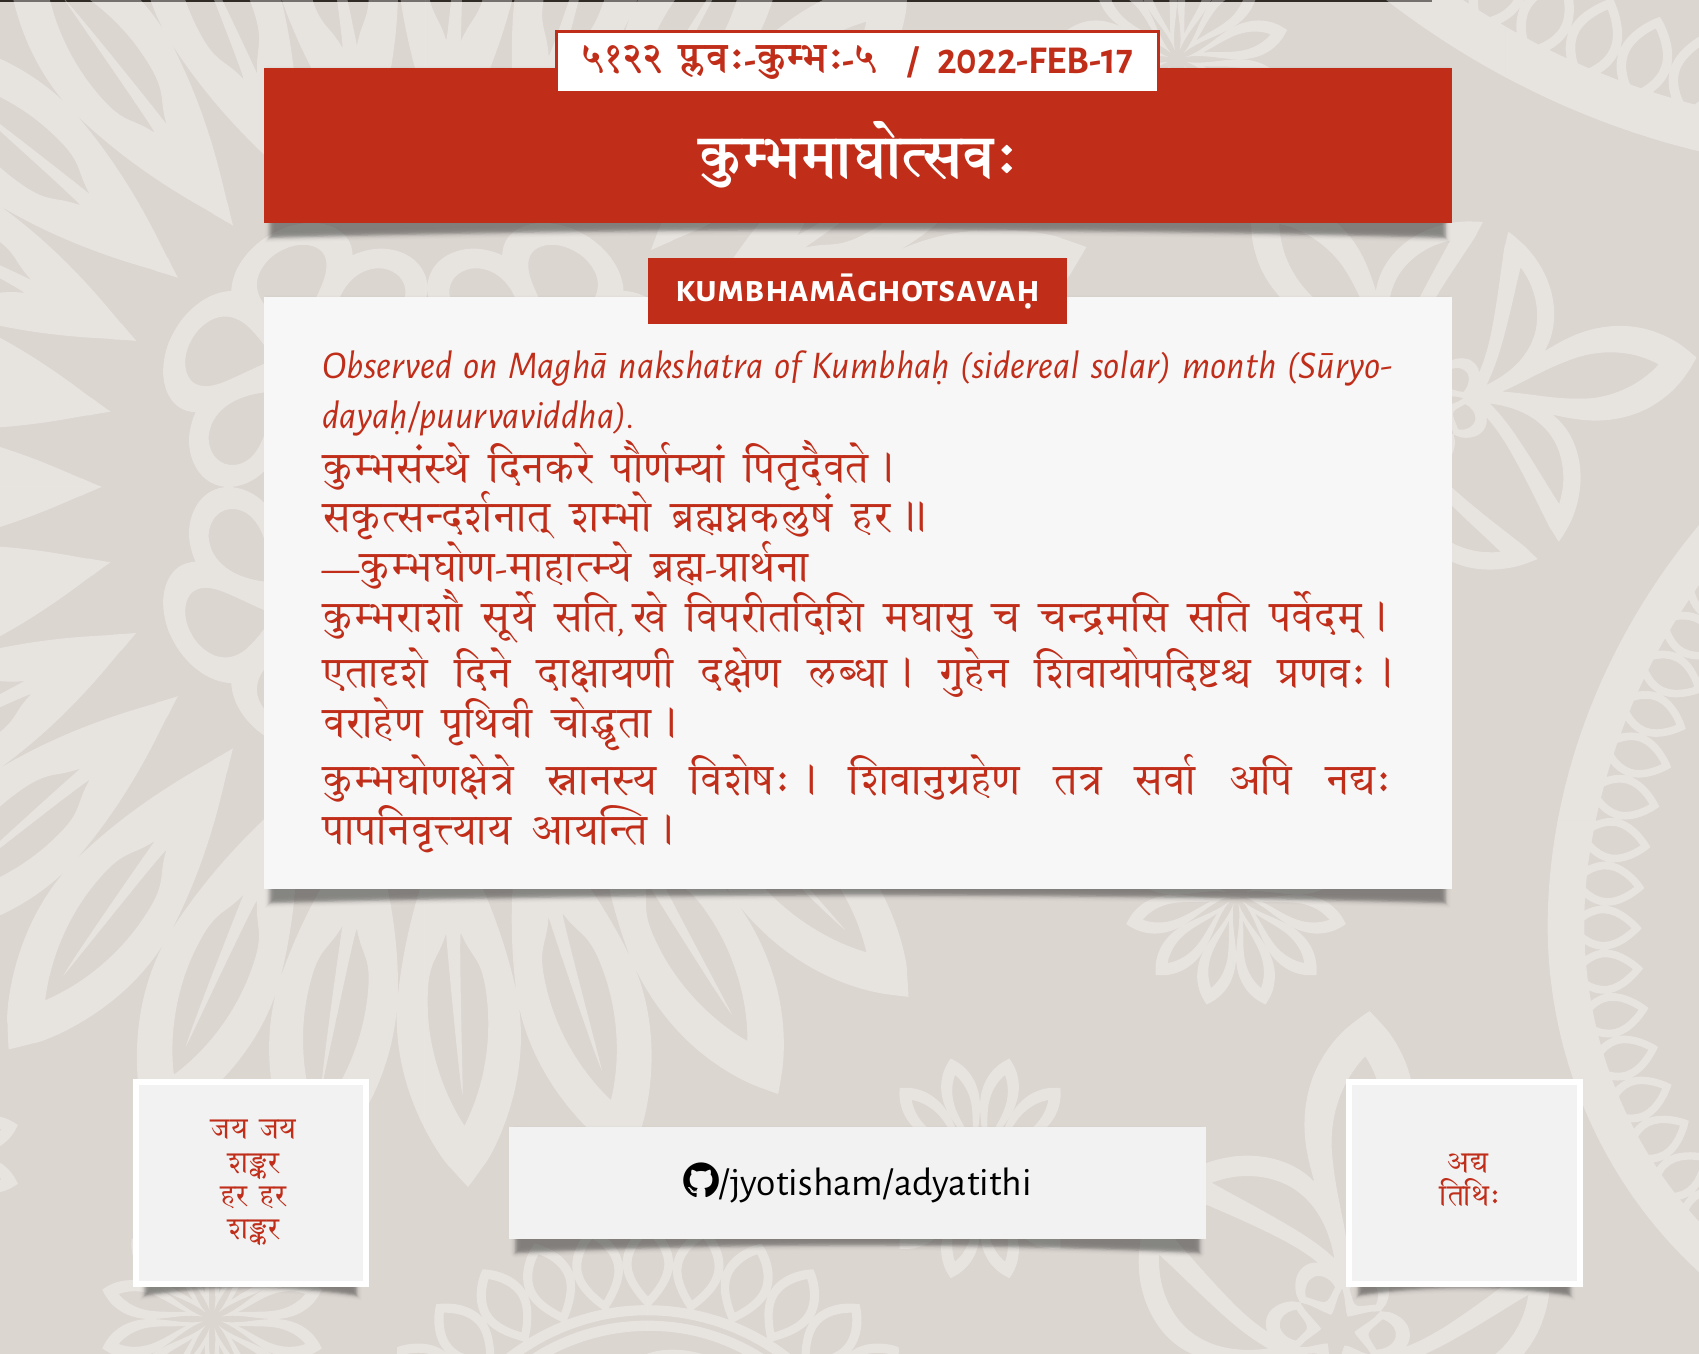 ५१२२ प्लवः-कुम्भः-५ / 2022-FEB-17
कुम्भमाघोत्सवः
KUMBHAMĀGHOTSAVAḤ
Observed on Maghā nakshatra of Kumbhaḥ (sidereal solar) month (Sūryo-
dayaḥ/puurvaviddha).
कुम्भसंस्थे दिनकरे पौर्णम्यां पितृदैवते।
सकृत्सन्दर्शनात् शम्भो ब्रह्मघ्नकलुषं हर॥
—कुम्भघोण-माहात्म्ये ब्रह्म-प्रार्थना
कुम्भराशौ सूर्ये सति, खे विपरीतदिशि मघासु च चन्द्रमसि सति पर्वेदम्।
एतादृशे दिने दाक्षायणी दक्षेण लब्धा। गुहेन शिवायोपदिष्टश्च प्रणवः।
वराहेण पृथिवी चोद्धृता।
कुम्भघोणक्षेत्रे स्नानस्य विशेषः। शिवानुग्रहेण तत्र सर्वा अपि नद्यः
पापनिवृत्त्याय आयन्ति।
जय जय
शङ्कर
हर हर
शङ्कर
/jyotisham/adyatithi
अद्य
तिथिः